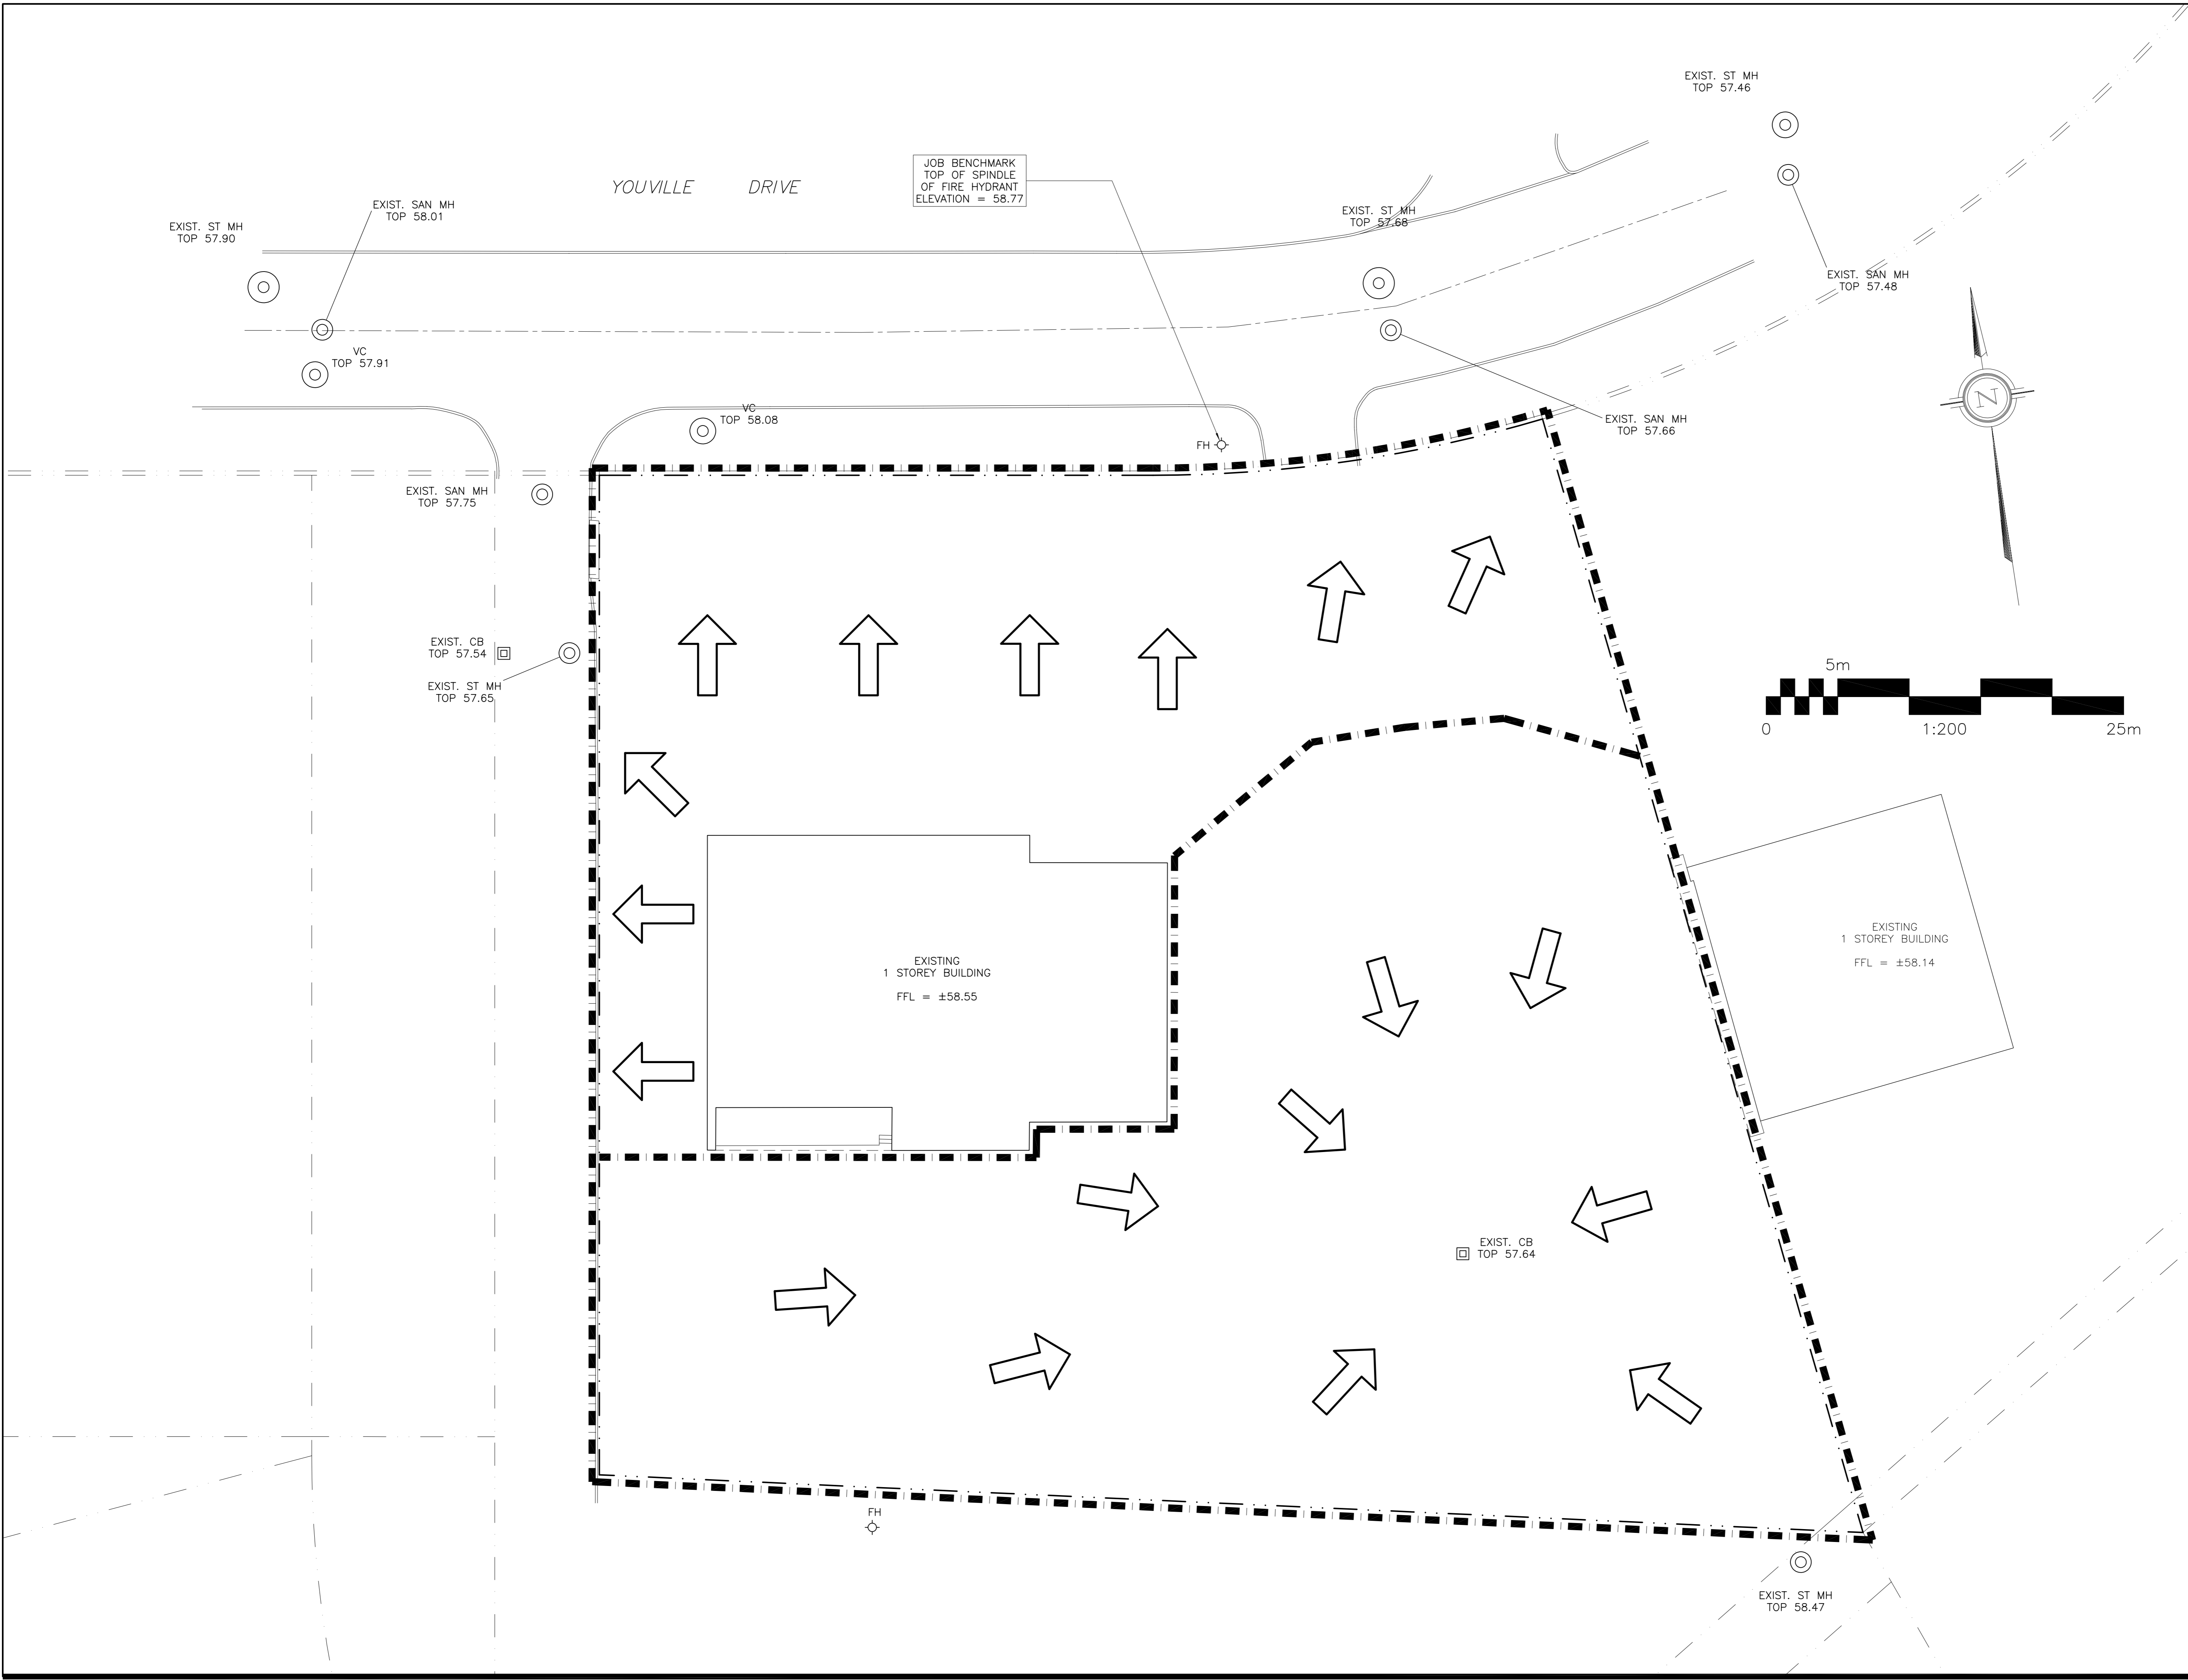 EXIST. ST MH
TOP 57.46
JOB BENCHMARK
TOP OF SPINDLE
OF FIRE HYDRANT
ELEVATION = 58.77
YOUVILLE DRIVE
EXIST. SAN MH
TOP 58.01
EXIST. ST MH
TOP 57.90
EXIST. ST MH
TOP 57.68
EXIST. SAN MH
TOP 57.48
VC
TOP 57.91
VC
TOP 58.08
N
EXIST. SAN MH
TOP 57.66
FH
EXIST. SAN MH
TOP 57.75
EXIST. CB
TOP 57.54
EXIST. ST MH
TOP 57.65
5m
0 1:200 25m
EXISTING
1 STOREY BUILDING
FFL = ±58.14
EXISTING
1 STOREY BUILDING
FFL = ±58.55
EXIST. CB
TOP 57.64
FH
EXIST. ST MH
TOP 58.47